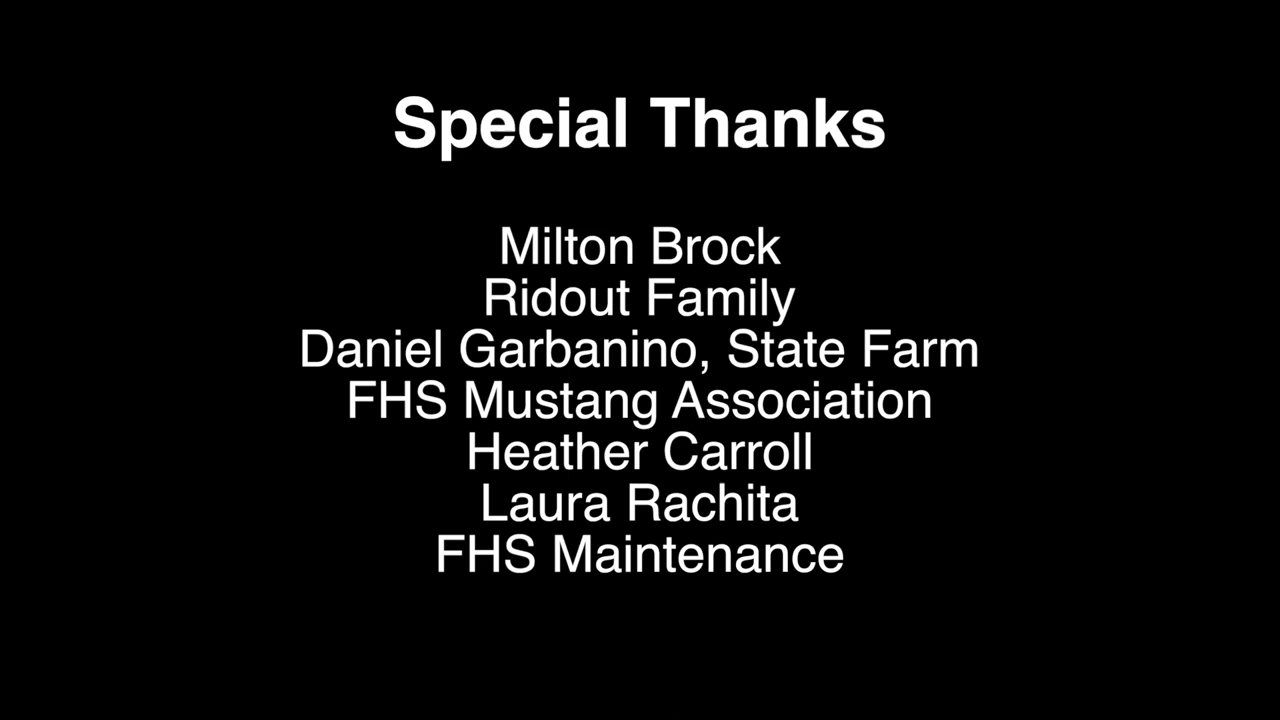 Special Thanks
Milton Brock
Ridout Family
Daniel Garbanino, State Farm
FHS Mustang Association
Heather Carroll
Laura Rachita
FHS Maintenance